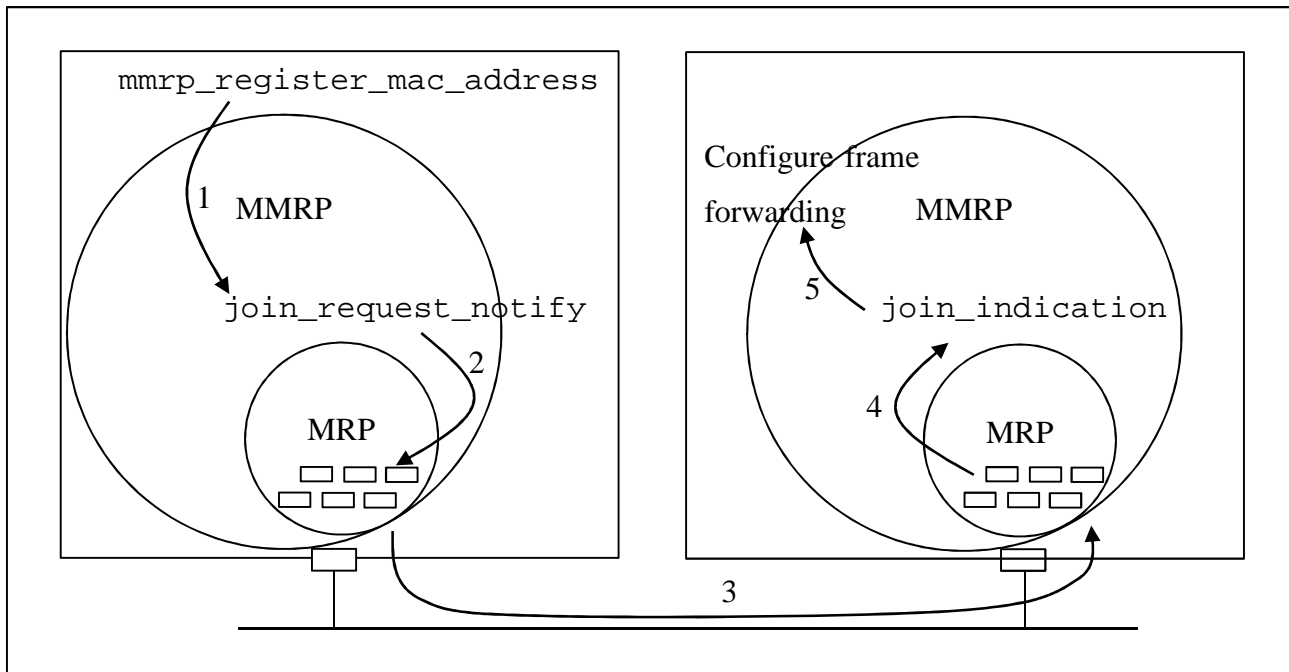 mmrp_register_mac_address
1
MMRP
join_request_notify
2
MRP
Configure frame
forwarding
MMRP
5
join_indication
4
MRP
3